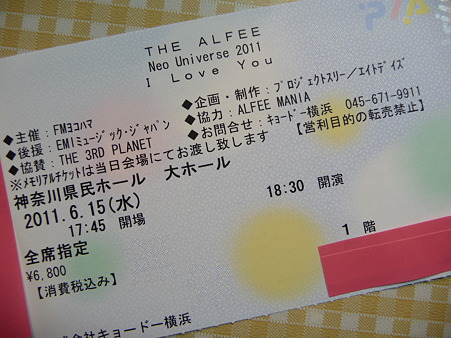 PIA
THE ALFEE
Neo Universe 2011
I Love You
◆主催：FMヨコハマ ◆企画・制作：プロジェクトスリー／エイトデイズ
◆後援：EMIミュージック・ジャパン ◆協力：ALFEE MANIA
◆協賛：THE 3RD PLANET ◆お問合せ：キョードー横浜 045-671-9911
※メモリアルチケットは当日会場にてお渡し致します 【営利目的の転売禁止】
神奈川県民ホール 大ホール
2011.6.15(水)
17:45 開場 18:30 開演
全席指定 1 階
¥6,800
【消費税込み】
会社キョードー横浜